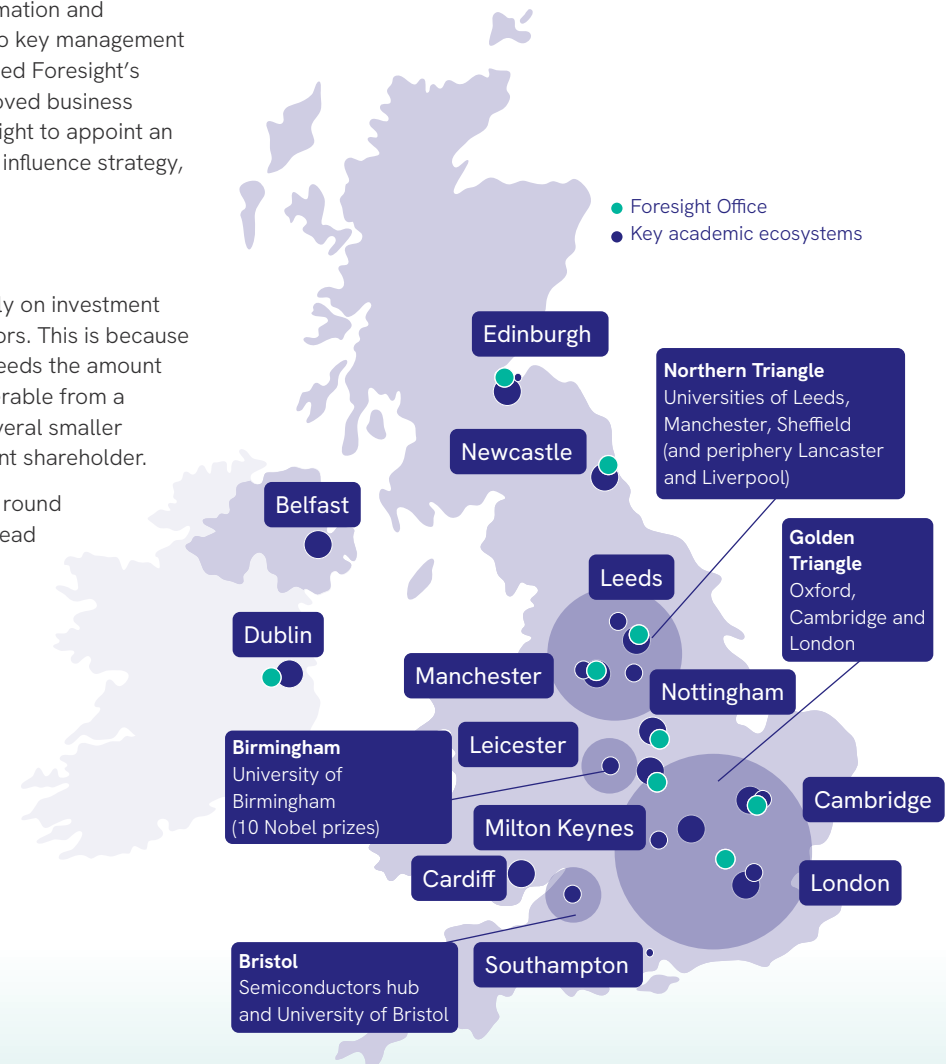 mation and
o key management
ed Foresight’s
oved business
ight to appoint an
influence strategy,
ly on investment
ors. This is because
eeds the amount
erable from a
veral smaller
nt shareholder.
round
ead
Foresight Office
Key academic ecosystems
Edinburgh
Northern Triangle
Universities of Leeds,
Manchester, Sheffield
(and periphery Lancaster
and Liverpool)
Newcastle
Belfast
Golden
Triangle
Oxford,
Cambridge and
London
Leeds
Dublin
Manchester
Nottingham
Leicester
Birmingham
University of
Birmingham
(10 Nobel prizes)
Cambridge
Milton Keynes
Cardiff
London
Bristol
Semiconductors hub
and University of Bristol
Southampton